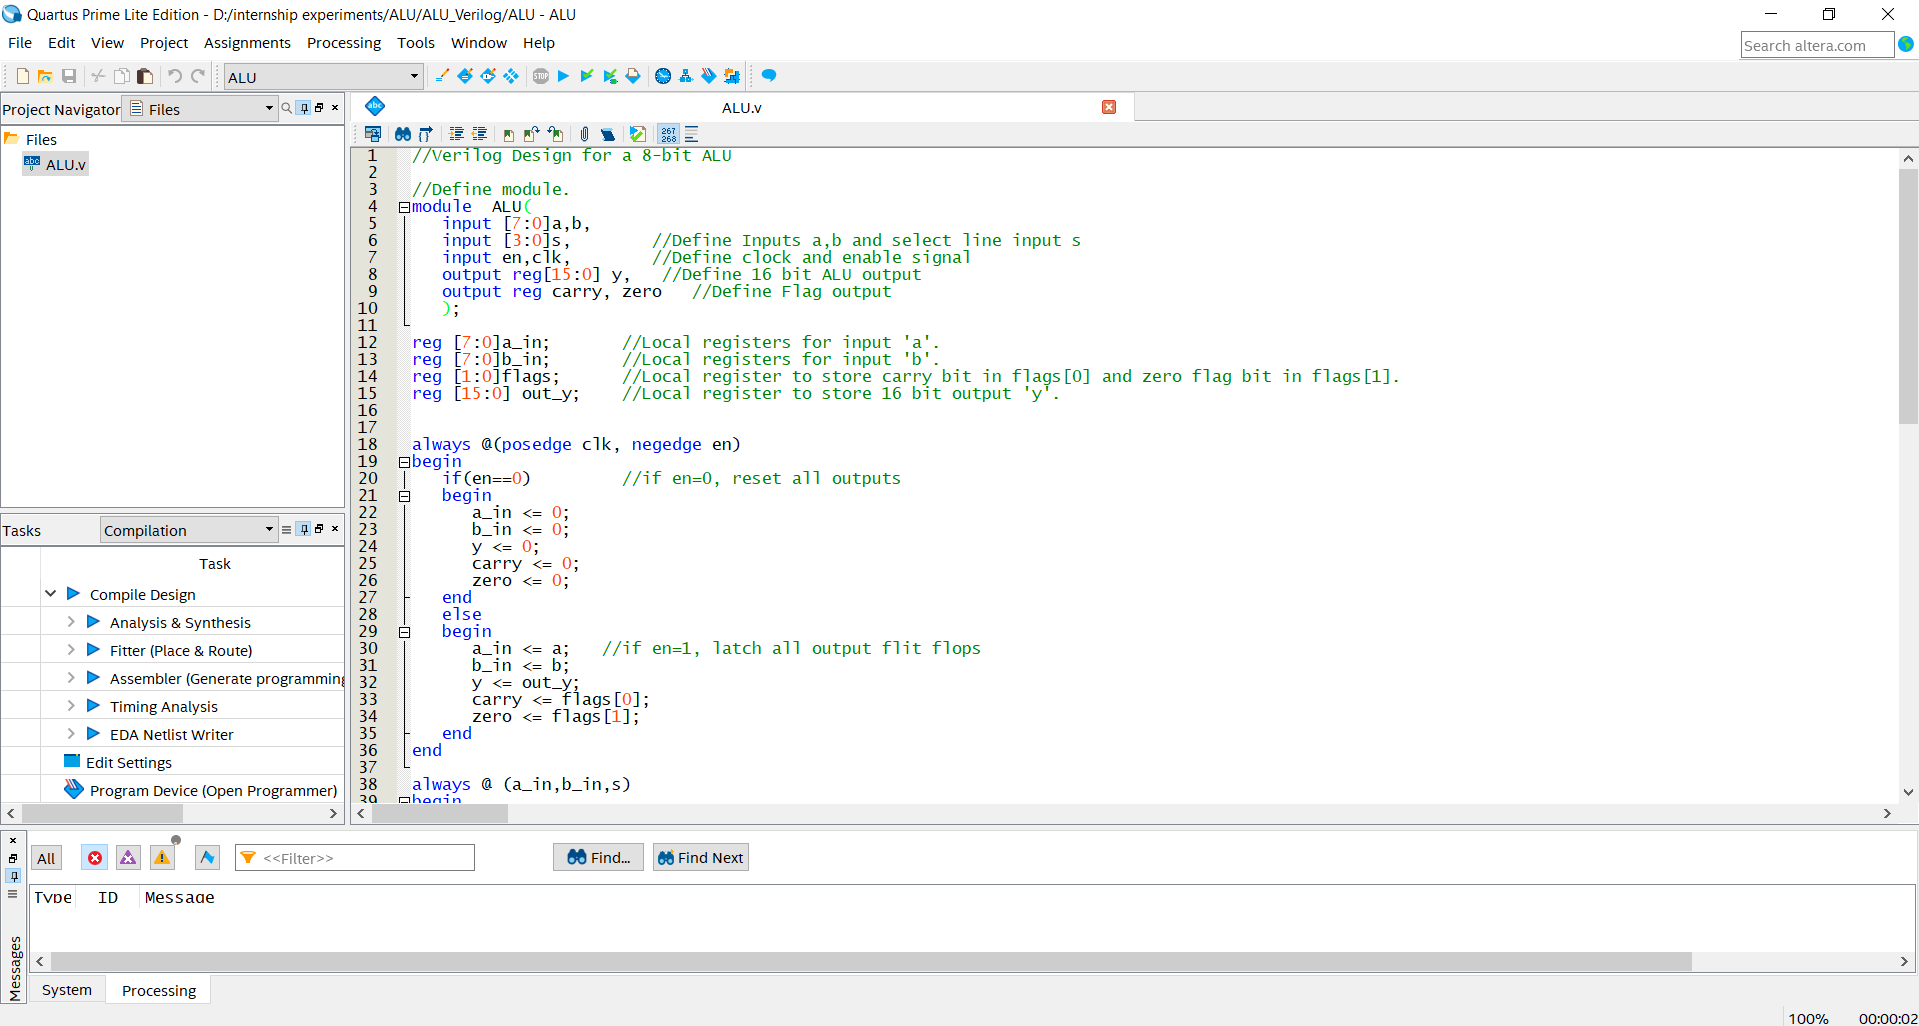 Quartus Prime Lite Edition - D:/internship experiments/ALU/ALU_Verilog/ALU - ALU
File Edit View Project Assignments Processing Tools Window Help
Search altera.com
ALU
Project Navigator Files
Files
ALU.v
Tasks Compilation
Task
Compile Design
Analysis & Synthesis
Fitter (Place & Route)
Assembler (Generate programming
Timing Analysis
EDA Netlist Writer
Edit Settings
Program Device (Open Programmer)
ALU.v
267
268
1 //Verilog Design for a 8-bit ALU
2
3 //Define module.
4 module  ALU(
5 input [7:0]a,b,
6 input [3:0]s, //Define Inputs a,b and select line input s
7 input en,clk, //Define clock and enable signal
8 output reg[15:0] y, //Define 16 bit ALU output
9 output reg carry, zero //Define Flag output
10 );
11
12 reg [7:0]a_in; //Local registers for input 'a'.
13 reg [7:0]b_in; //Local registers for input 'b'.
14 reg [1:0]flags; //Local register to store carry bit in flags[0] and zero flag bit in flags[1].
15 reg [15:0] out_y; //Local register to store 16 bit output 'y'.
16
17
18 always @(posedge clk, negedge en)
19 begin
20 if(en==0) //if en=0, reset all outputs
21 begin
22 a_in <= 0;
23 b_in <= 0;
24 y <= 0;
25 carry <= 0;
26 zero <= 0;
27 end
28 else
29 begin
30 a_in <= a; //if en=1, latch all output flit flops
31 b_in <= b;
32 y <= out_y;
33 carry <= flags[0];
34 zero <= flags[1];
35 end
36 end
37
38 always @ (a_in,b_in,s)
39 begin
Messages
All <<Filter>> Find... Find Next
Type ID Message
System Processing
100% 00:00:02